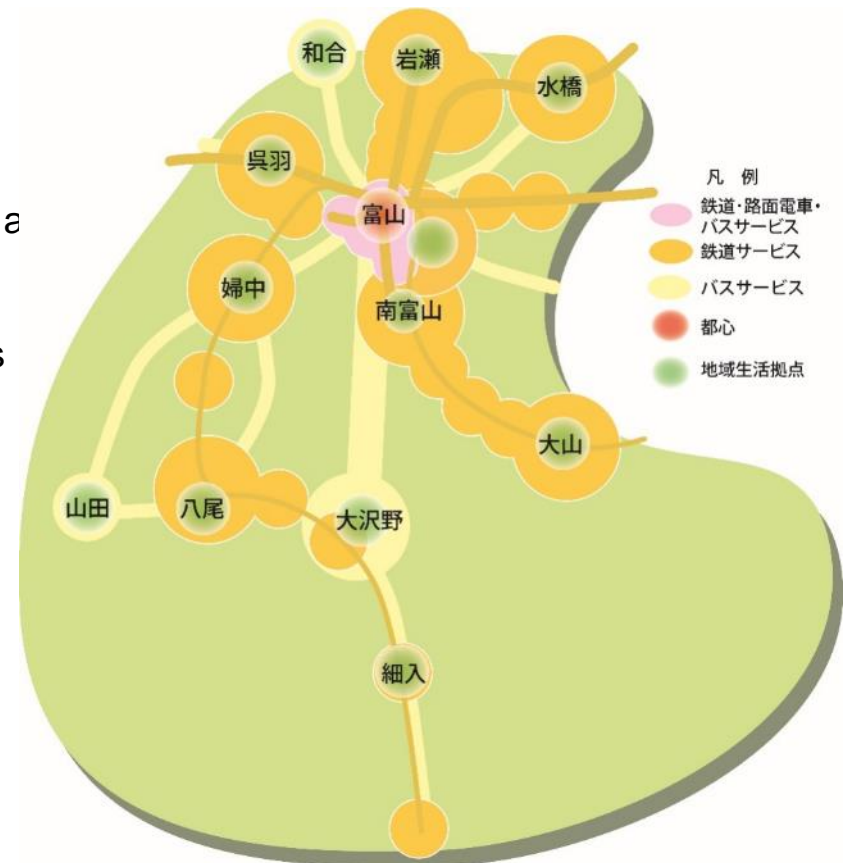 和合
岩瀬
水橋
呉羽
富山
a
婦中
南富山
s
大山
山田
八尾
大沢野
細入
凡 例
鉄道・路面電車・
バスサービス
鉄道サービス
バスサービス
都心
地域生活拠点